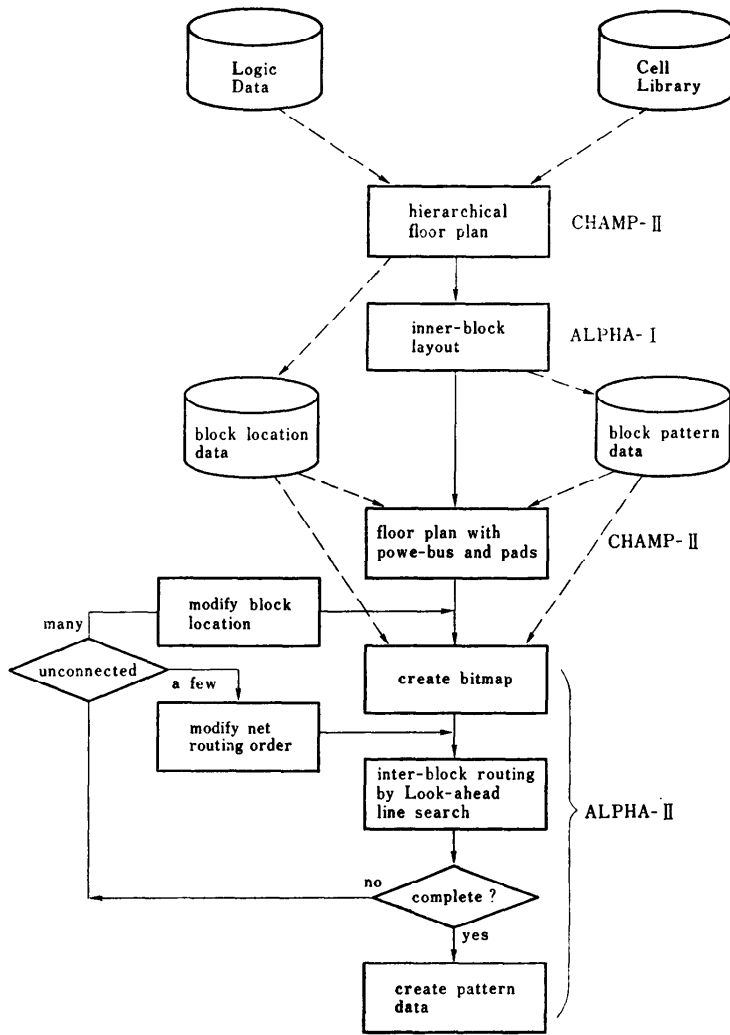 Logic
Data
Cell
Library
hierarchical
floor plan
CHAMP-II
inner-block
layout
ALPHA-I
block location
data
block pattern
data
floor plan with
powe-bus and pads
CHAMP-II
modify block
location
many
unconnected
a few
create bitmap
modify net
routing order
inter-block routing
by Look-ahead
line search
ALPHA-II
no
complete ?
yes
create pattern
data